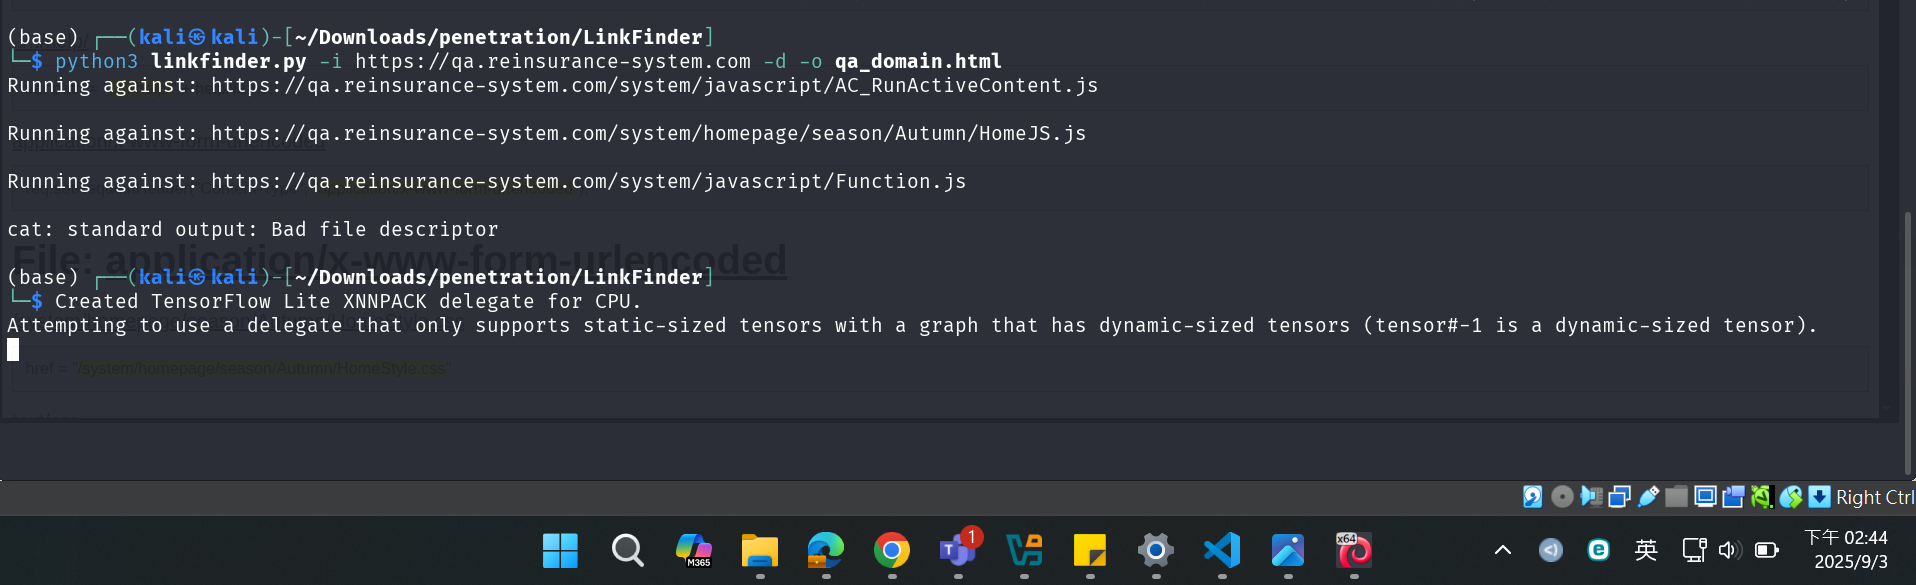 (base) ┌──(kali㉿kali)-[~/Downloads/penetration/LinkFinder]
└─$ python3 linkfinder.py -i https://qa.reinsurance-system.com -d -o qa_domain.html
Running against: https://qa.reinsurance-system.com/system/javascript/AC_RunActiveContent.js
Running against: https://qa.reinsurance-system.com/system/homepage/season/Autumn/HomeJS.js
application/x-www-form-urlencoded
Running against: https://qa.reinsurance-system.com/system/javascript/Function.js
cat: standard output: Bad file descriptor
File: application/x-www-form-urlencoded
(base) ┌──(kali㉿kali)-[~/Downloads/penetration/LinkFinder]
└─$ Created TensorFlow Lite XNNPACK delegate for CPU.
Attempting to use a delegate that only supports static-sized tensors with a graph that has dynamic-sized tensors (tensor#-1 is a dynamic-sized tensor).
href = "/system/homepage/season/Autumn/HomeStyle.css"
Right Ctrl
M365
1
x64
英
下午 02:44
2025/9/3